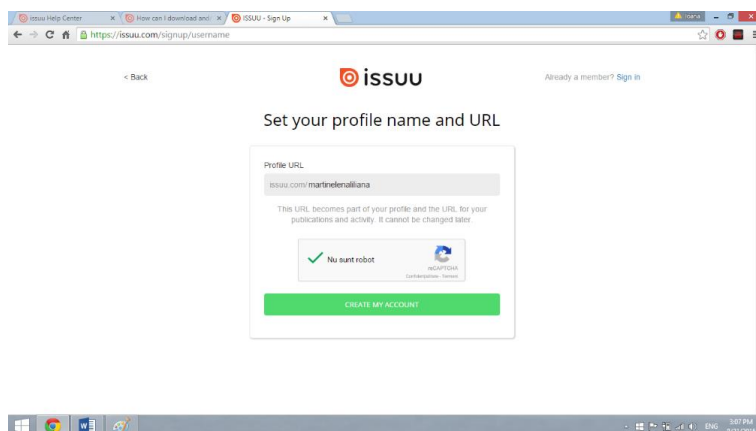 issuu Help Center
How can I download and
ISSUU - Sign Up
Ioana
https://issuu.com/signup/username
< Back
issuu
Already a member? Sign in
Set your profile name and URL
Profile URL
issuu.com/martinelenaliliana
This URL becomes part of your profile and the URL for your
publications and activity. It cannot be changed later
Nu sunt robot
reCAPTCHA
CREATE MY ACCOUNT
ENG
3:07 PM